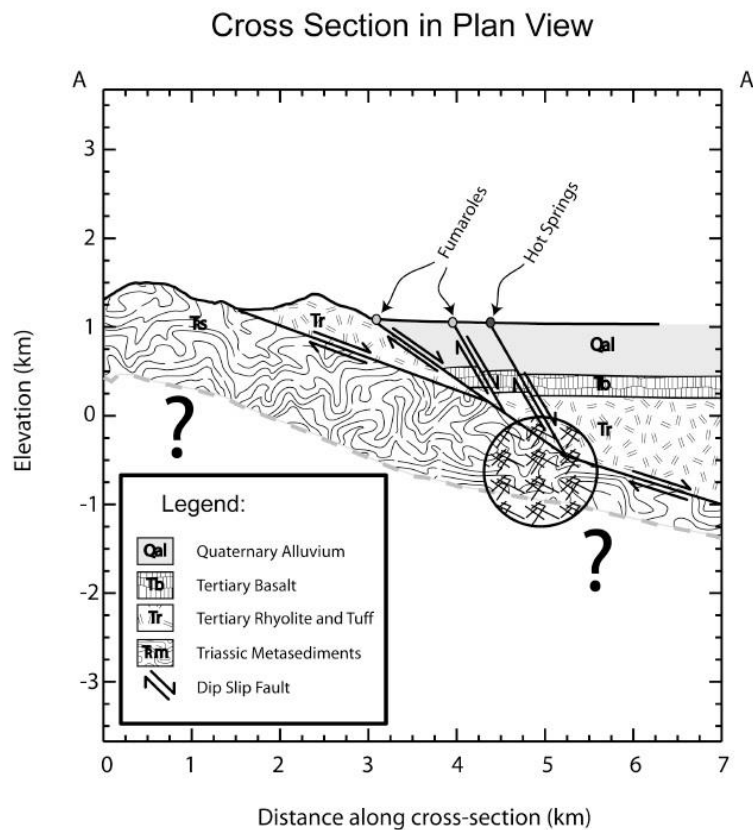 Cross Section in Plan View
A A
3
2
1
0
-1
-2
-3
Elevation (km)
Fumaroles
Hot Springs
Tr
Qal
Tb
Tr
?
?
Legend:
Qal Quaternary Alluvium
Tb Tertiary Basalt
Tr Tertiary Rhyolite and Tuff
Triassic Metasediments
Dip Slip Fault
0 1 2 3 4 5 6 7
Distance along cross-section (km)